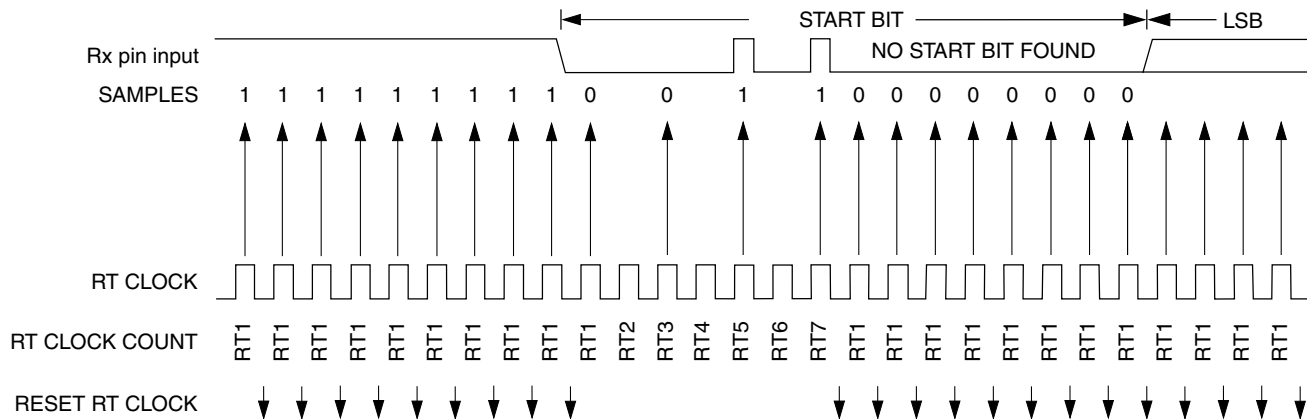 START BIT
LSB
Rx pin input
NO START BIT FOUND
SAMPLES 1 1 1 1 1 1 1 1 1 0 0 1 1 0 0 0 0 0 0 0 0
RT CLOCK
RT CLOCK COUNT RT1 RT1 RT1 RT1 RT1 RT1 RT1 RT1 RT1 RT1 RT2 RT3 RT4 RT5 RT6 RT7 RT1 RT1 RT1 RT1 RT1 RT1 RT1 RT1 RT1 RT1 RT1 RT1
RESET RT CLOCK